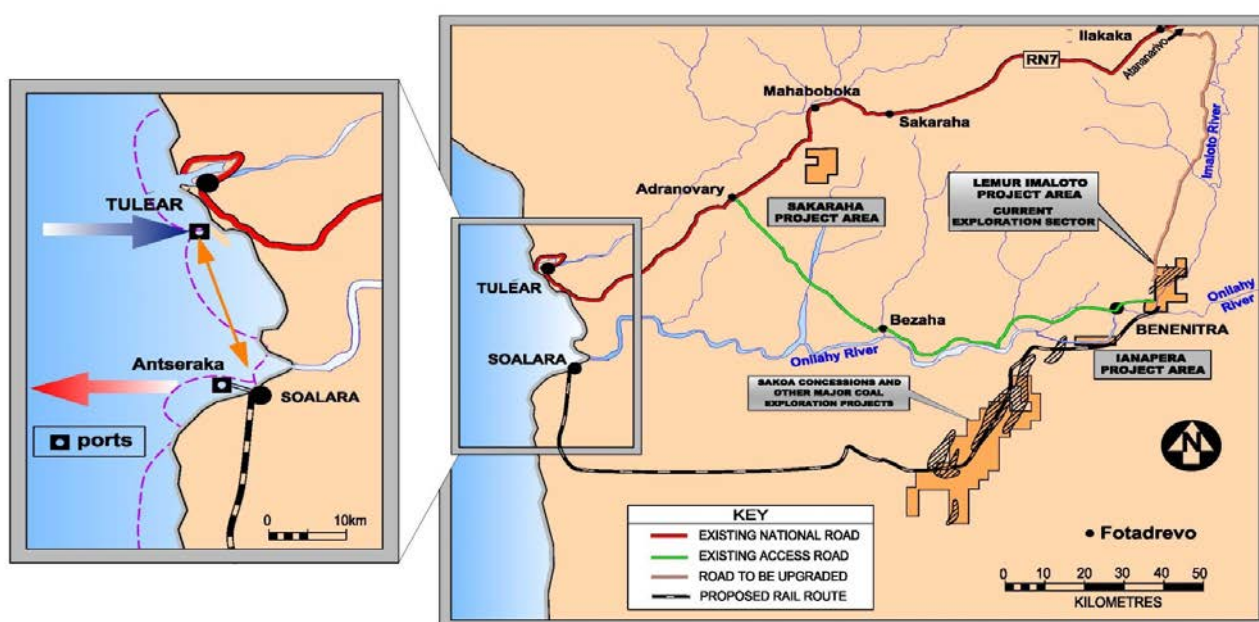 TULÉAR
Antseraka
SOALARA
ports
0 10km
Ilakaka
Atananarivo
RN7
Mahaboboka
Sakaraha
Imaloto River
Adranovary
SAKARAHA
PROJECT AREA
LEMUR IMALOTO
PROJECT AREA
CURRENT
EXPLORATION SECTOR
TULÉAR
Bezaha
Onilahy
River
BENENITRA
SOALARA
Onilahy River
IANAPERA
PROJECT AREA
SAKOA CONCESSIONS AND
OTHER MAJOR COAL
EXPLORATION PROJECTS
N
KEY
EXISTING NATIONAL ROAD
EXISTING ACCESS ROAD
ROAD TO BE UPGRADED
PROPOSED RAIL ROUTE
Fotadrevo
0 10 20 30 40 50
KILOMETRES